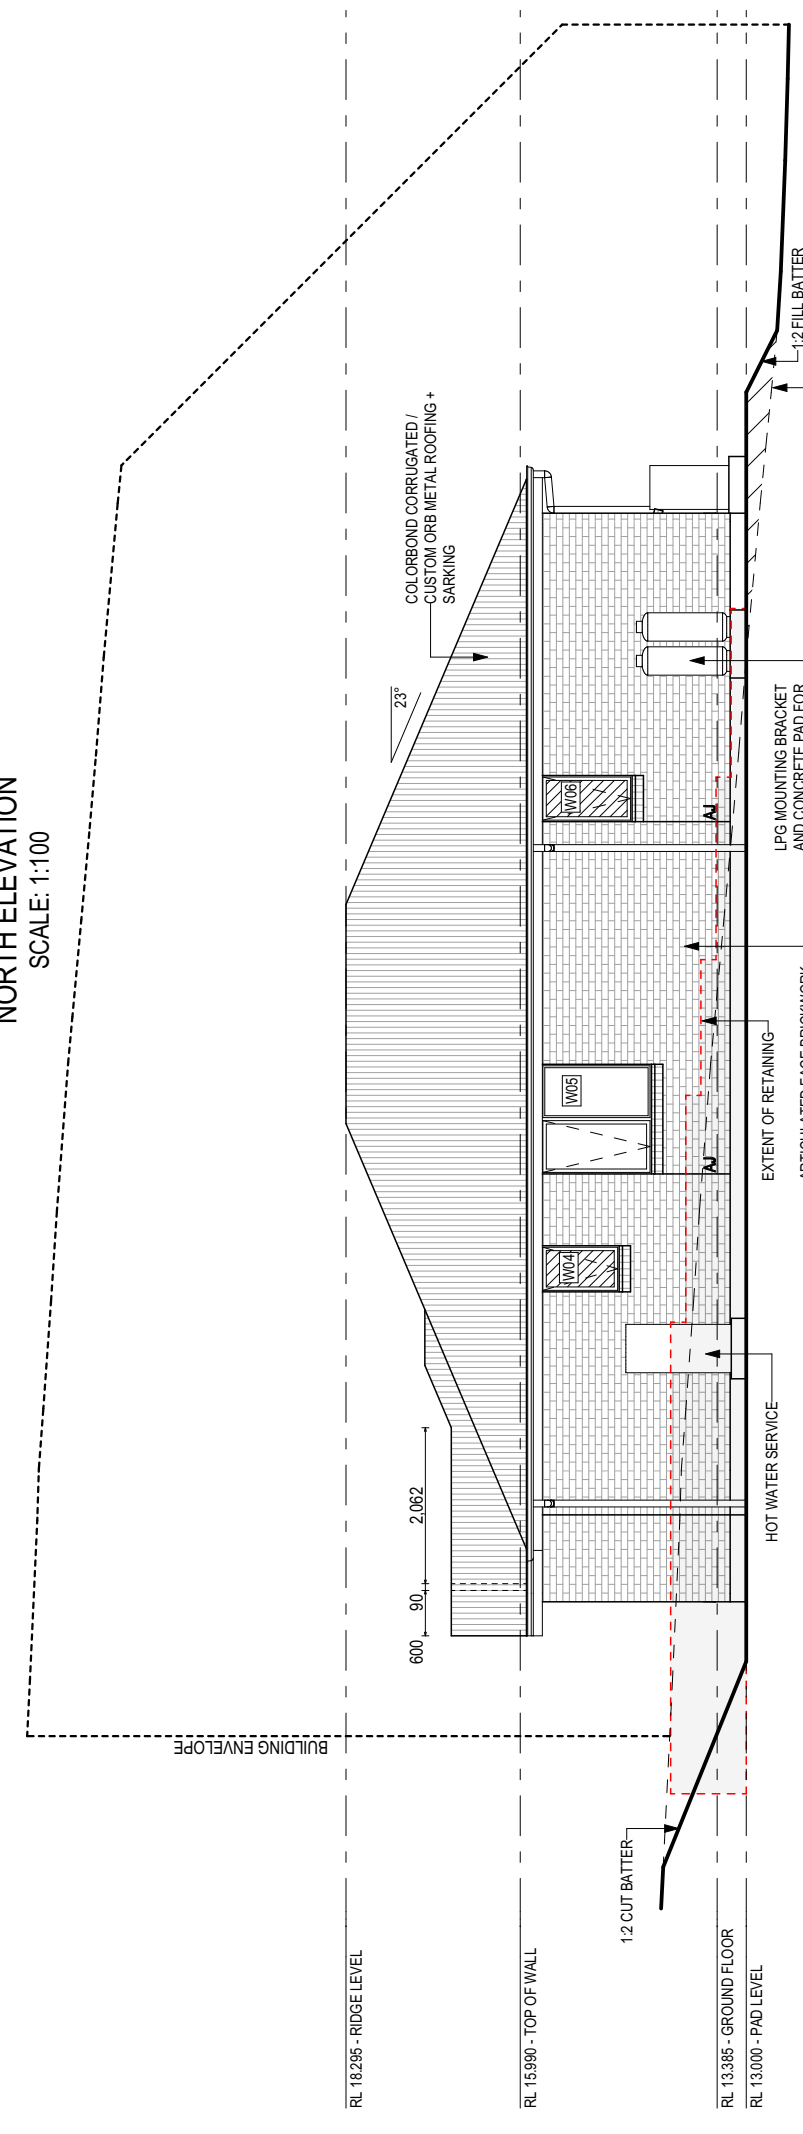 NORTH ELEVATION
SCALE: 1:100
BUILDING ENVELOPE
COLORBOND CORRUGATED /
CUSTOM ORB METAL ROOFING +
SARKING
23°
600
90
2,062
RL 18.295 - RIDGE LEVEL
RL 15.990 - TOP OF WALL
RL 13.385 - GROUND FLOOR
RL 13.000 - PAD LEVEL
W04
W05
W06
AJ
AJ
1:2 CUT BATTER
HOT WATER SERVICE
EXTENT OF RETAINING
ARTICULATED FACE BRICKWORK
LPG MOUNTING BRACKET
AND CONCRETE PAD FOR
1:2 FILL BATTER